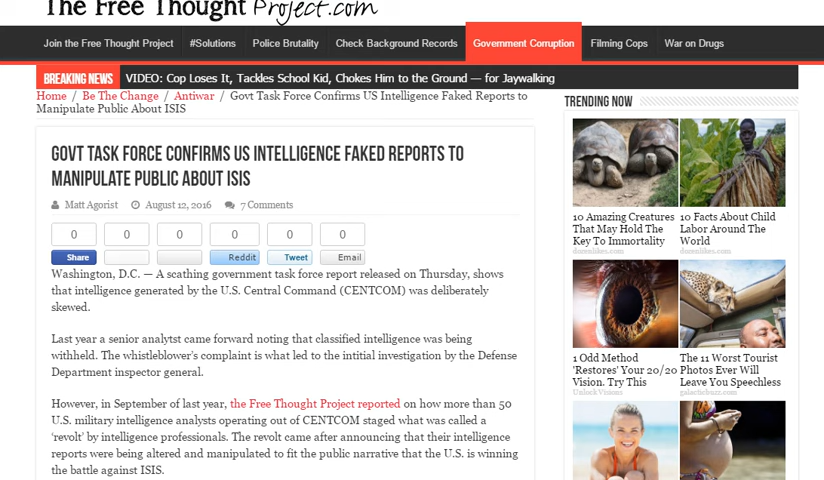 The Free Thought Project.com
Join the Free Thought Project #Solutions Police Brutality Check Background Records Government Corruption Filming Cops War on Drugs
BREAKING NEWS VIDEO: Cop Loses It, Tackles School Kid, Chokes Him to the Ground — for Jaywalking
Home / Be The Change / Antiwar / Govt Task Force Confirms US Intelligence Faked Reports to
Manipulate Public About ISIS
GOVT TASK FORCE CONFIRMS US INTELLIGENCE FAKED REPORTS TO
MANIPULATE PUBLIC ABOUT ISIS
Matt Agorist August 12, 2016 7 Comments
0 0 0 0 0 0
Share Reddit Tweet Email
Washington, D.C. — A scathing government task force report released on Thursday, shows
that intelligence generated by the U.S. Central Command (CENTCOM) was deliberately
skewed.
Last year a senior analyst came forward noting that classified intelligence was being
withheld. The whistleblower's complaint is what led to the intitial investigation by the Defense
Department inspector general.
However, in September of last year, the Free Thought Project reported on how more than 50
U.S. military intelligence analysts operating out of CENTCOM staged what was called a
'revolt' by intelligence professionals. The revolt came after announcing that their intelligence
reports were being altered and manipulated to fit the public narrative that the U.S. is winning
the battle against ISIS.
TRENDING NOW
10 Amazing Creatures
That May Hold The
Key To Immortality
dorenlikes.com
10 Facts About Child
Labor Around The
World
dorenlikes.com
1 Odd Method
'Restores' Your 20/20
Vision. Try This
UnlockVisions
The 11 Worst Tourist
Photos Ever Will
Leave You Speechless
galacticbuzz.com